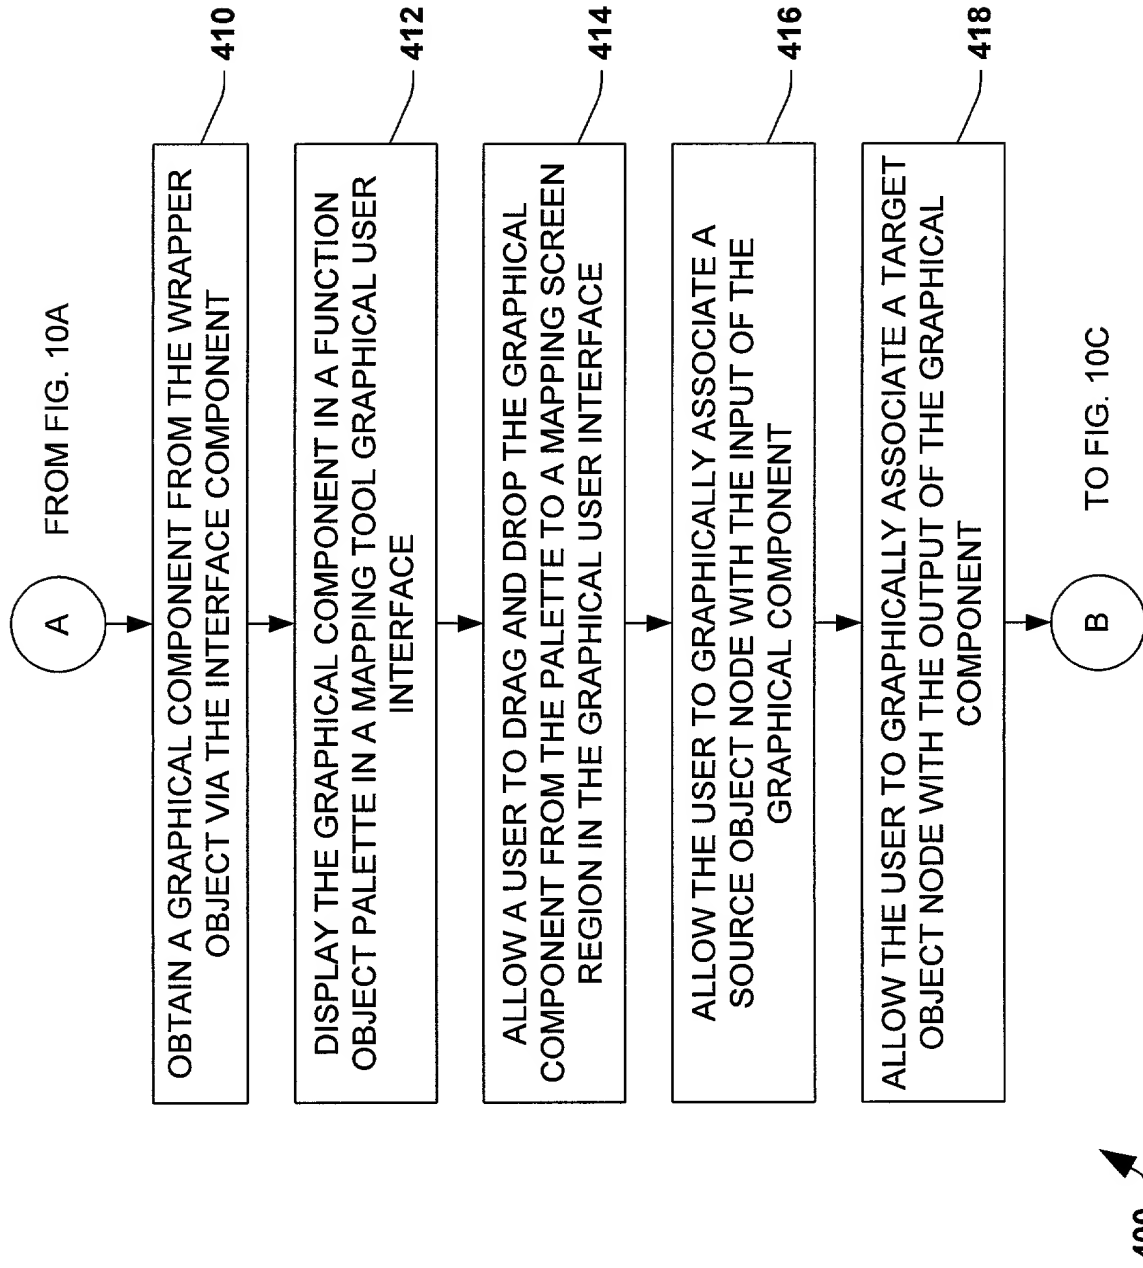 A
FROM FIG. 10A
OBTAIN A GRAPHICAL COMPONENT FROM THE WRAPPER
OBJECT VIA THE INTERFACE COMPONENT
410
DISPLAY THE GRAPHICAL COMPONENT IN A FUNCTION
OBJECT PALETTE IN A MAPPING TOOL GRAPHICAL USER
INTERFACE
412
ALLOW A USER TO DRAG AND DROP THE GRAPHICAL
COMPONENT FROM THE PALETTE TO A MAPPING SCREEN
REGION IN THE GRAPHICAL USER INTERFACE
414
ALLOW THE USER TO GRAPHICALLY ASSOCIATE A
SOURCE OBJECT NODE WITH THE INPUT OF THE
GRAPHICAL COMPONENT
416
ALLOW THE USER TO GRAPHICALLY ASSOCIATE A TARGET
OBJECT NODE WITH THE OUTPUT OF THE GRAPHICAL
COMPONENT
418
B
TO FIG. 10C